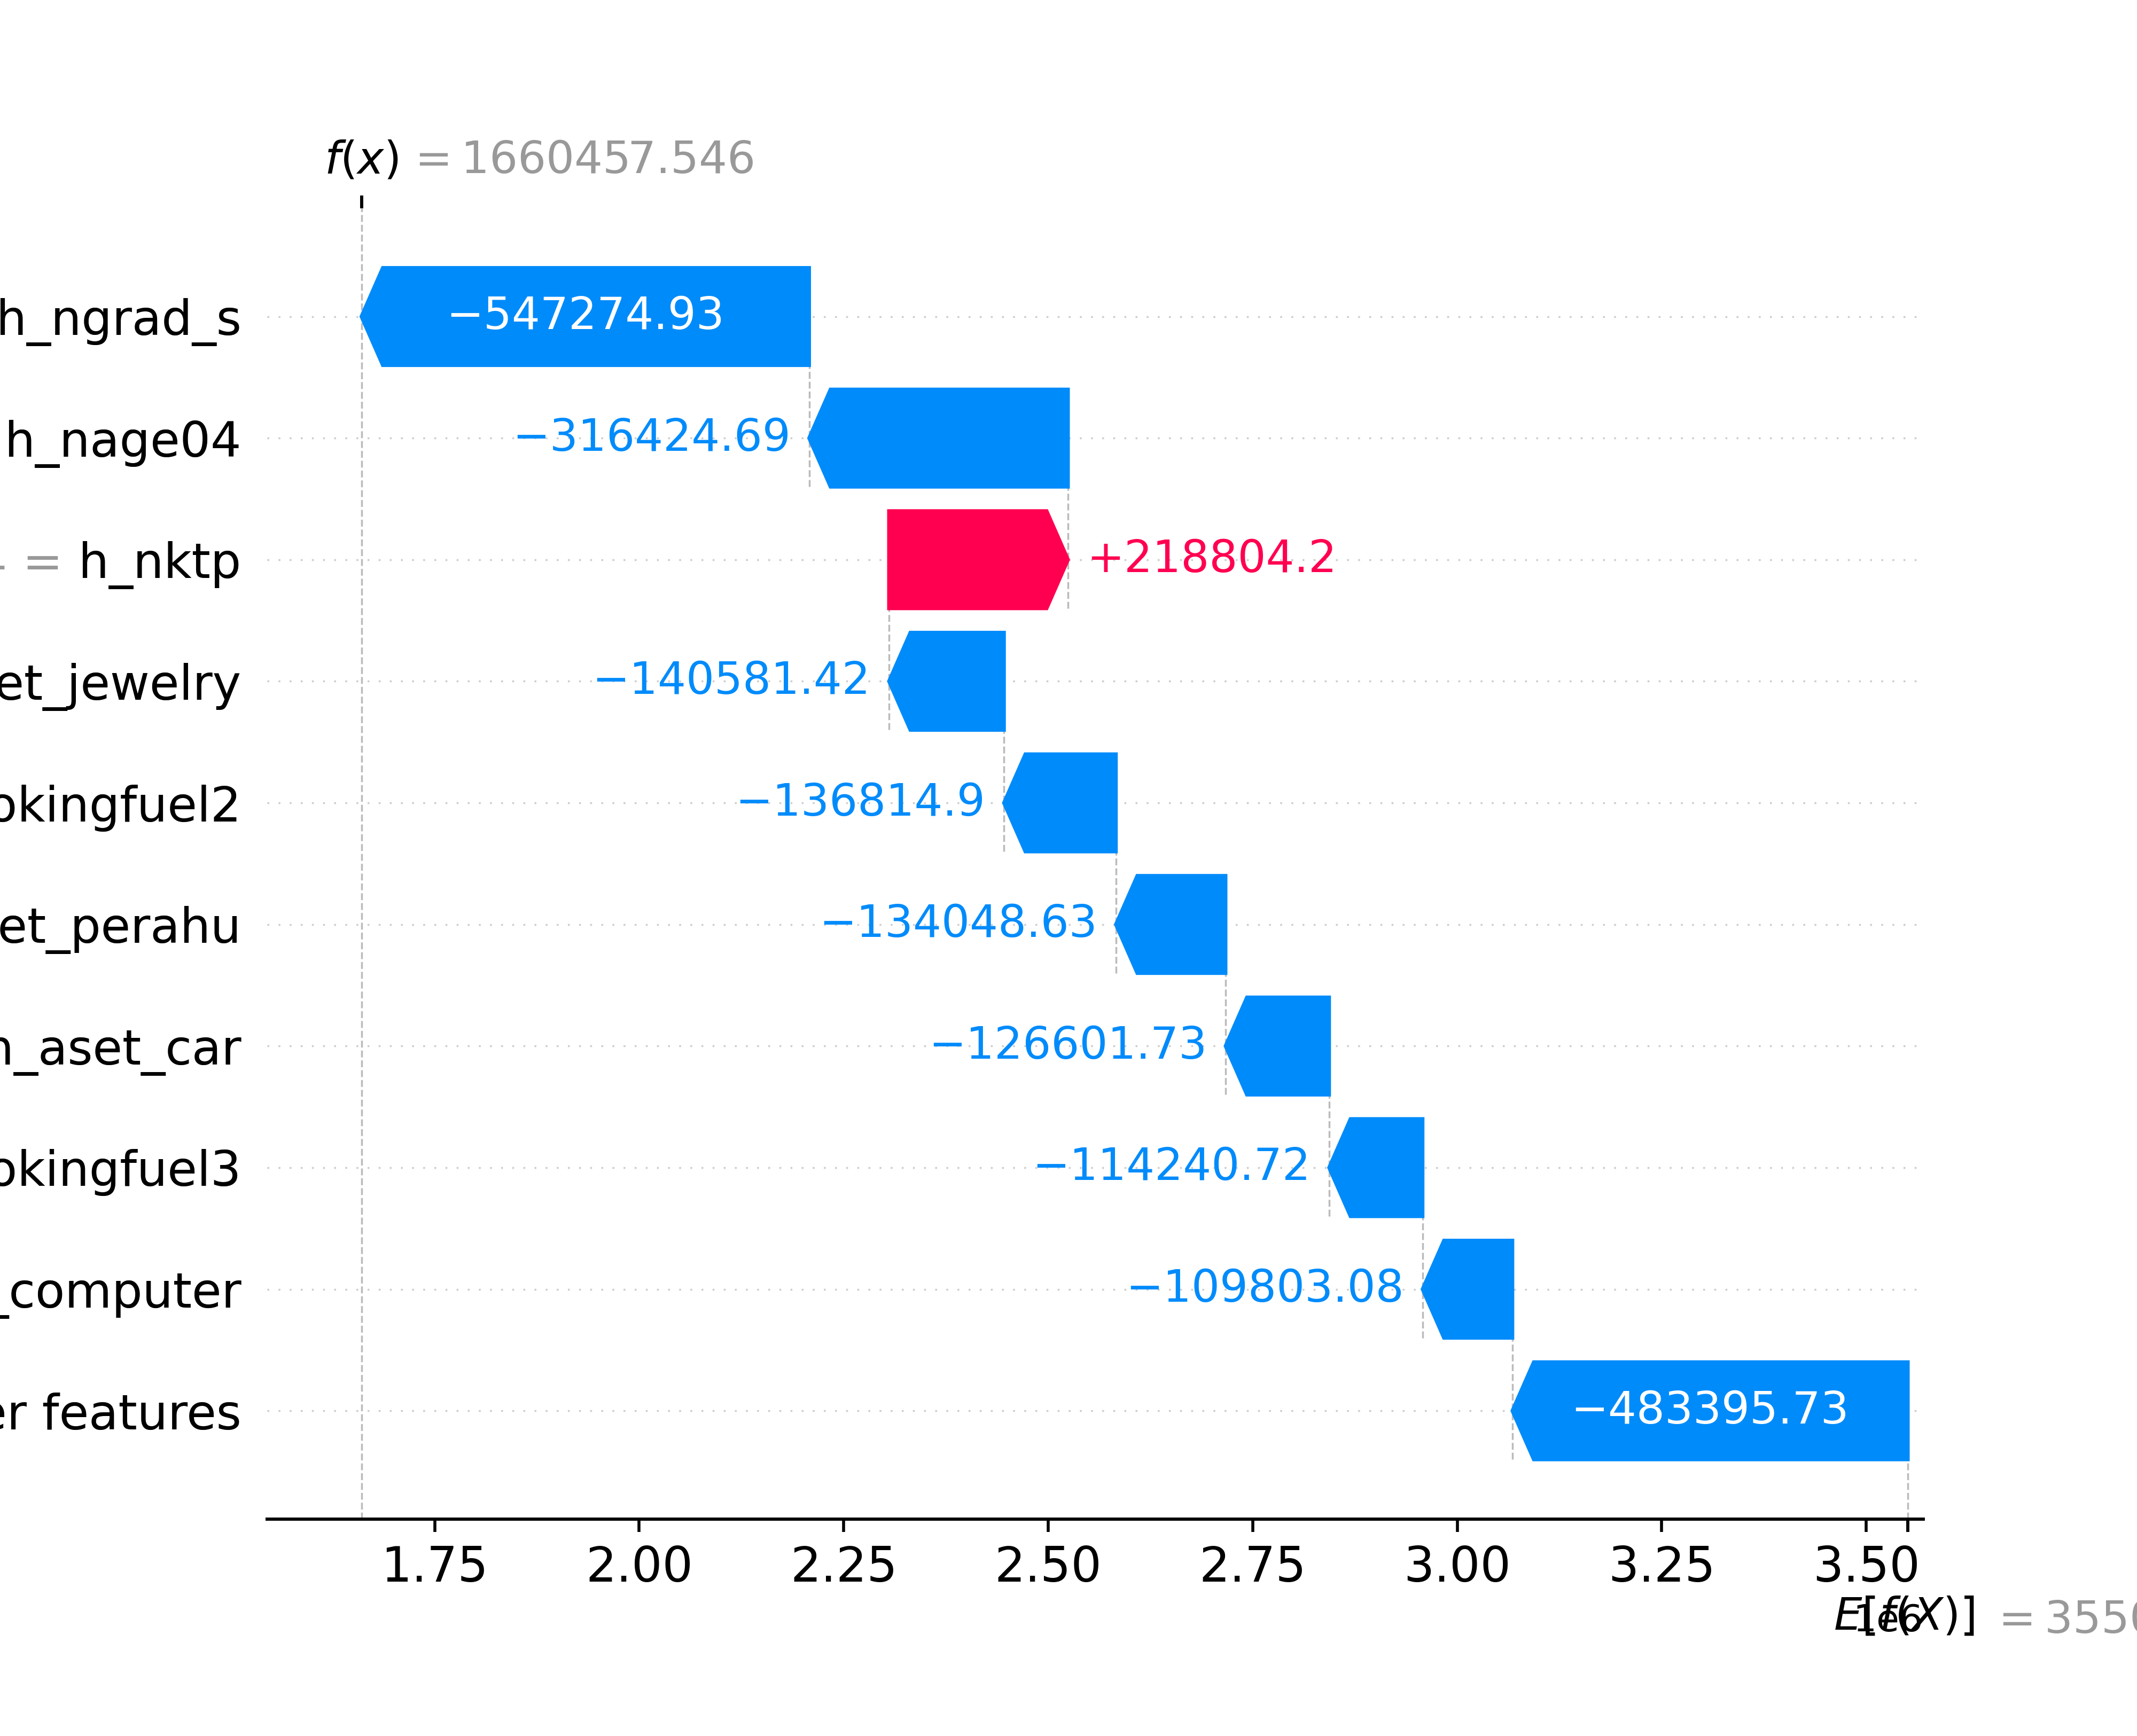 f(x) = 1660457.546
h_ngrad_s −547274.93
h_nage04 −316424.69
= h_nktp +218804.2
et_jewelry −140581.42
okingfuel2 −136814.9
et_perahu −134048.63
_aset_car −126601.73
okingfuel3 −114240.72
_computer −109803.08
er features −483395.73
1.75 2.00 2.25 2.50 2.75 3.00 3.25 3.50
1e6
E[f(X)] = 3550